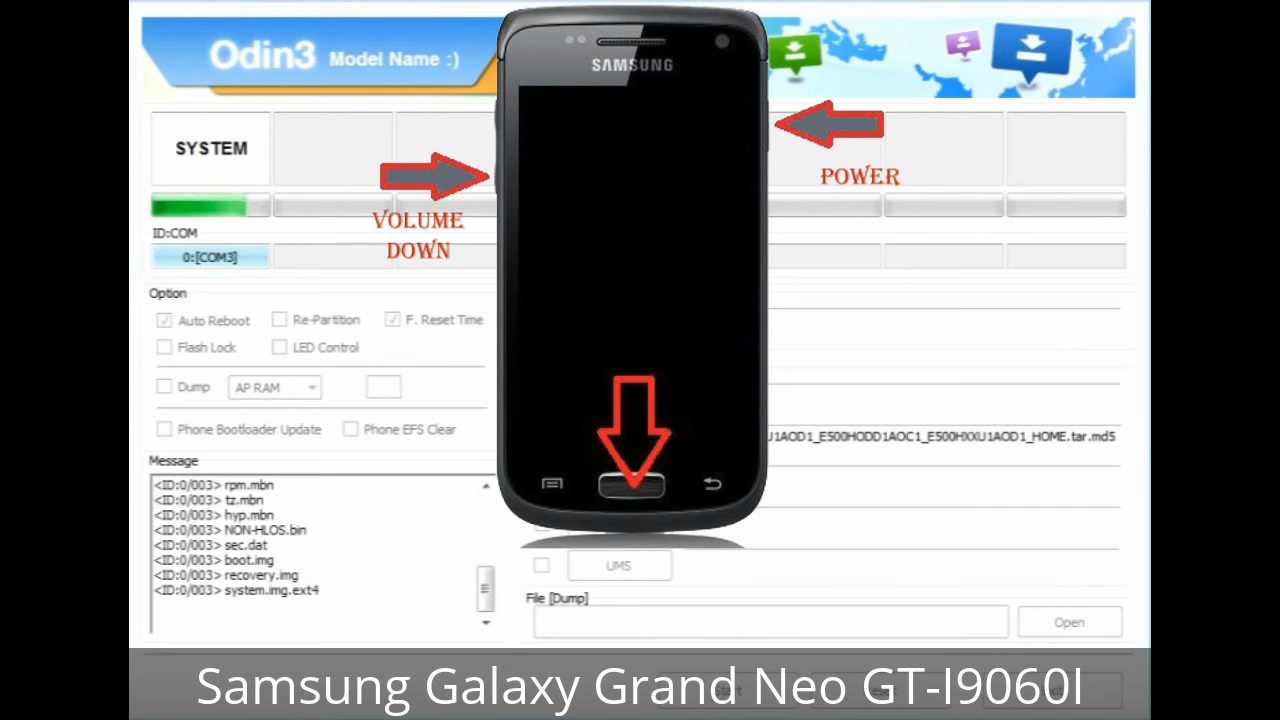 Odin3 Model Name :)
SAMSUNG
SYSTEM
POWER
VOLUME
DOWN
ID:COM
0:[COM3]
Option
Auto Reboot Re-Partition F. Reset Time
Flash Lock LED Control
Dump AP RAM
Phone Bootloader Update Phone EFS Clear
U1AOD1_E500HODD1AOC1_E500HXXU1AOD1_HOME.tar.md5
Message
<ID:0/003> rpm.mbn
<ID:0/003> tz.mbn
<ID:0/003> hyp.mbn
<ID:0/003> NON-HLOS.bin
<ID:0/003> sec.dat
<ID:0/003> boot.img
<ID:0/003> recovery.img
<ID:0/003> system.img.ext4
UMS
File [Dump]
Open
Samsung Galaxy Grand Neo GT-I9060I